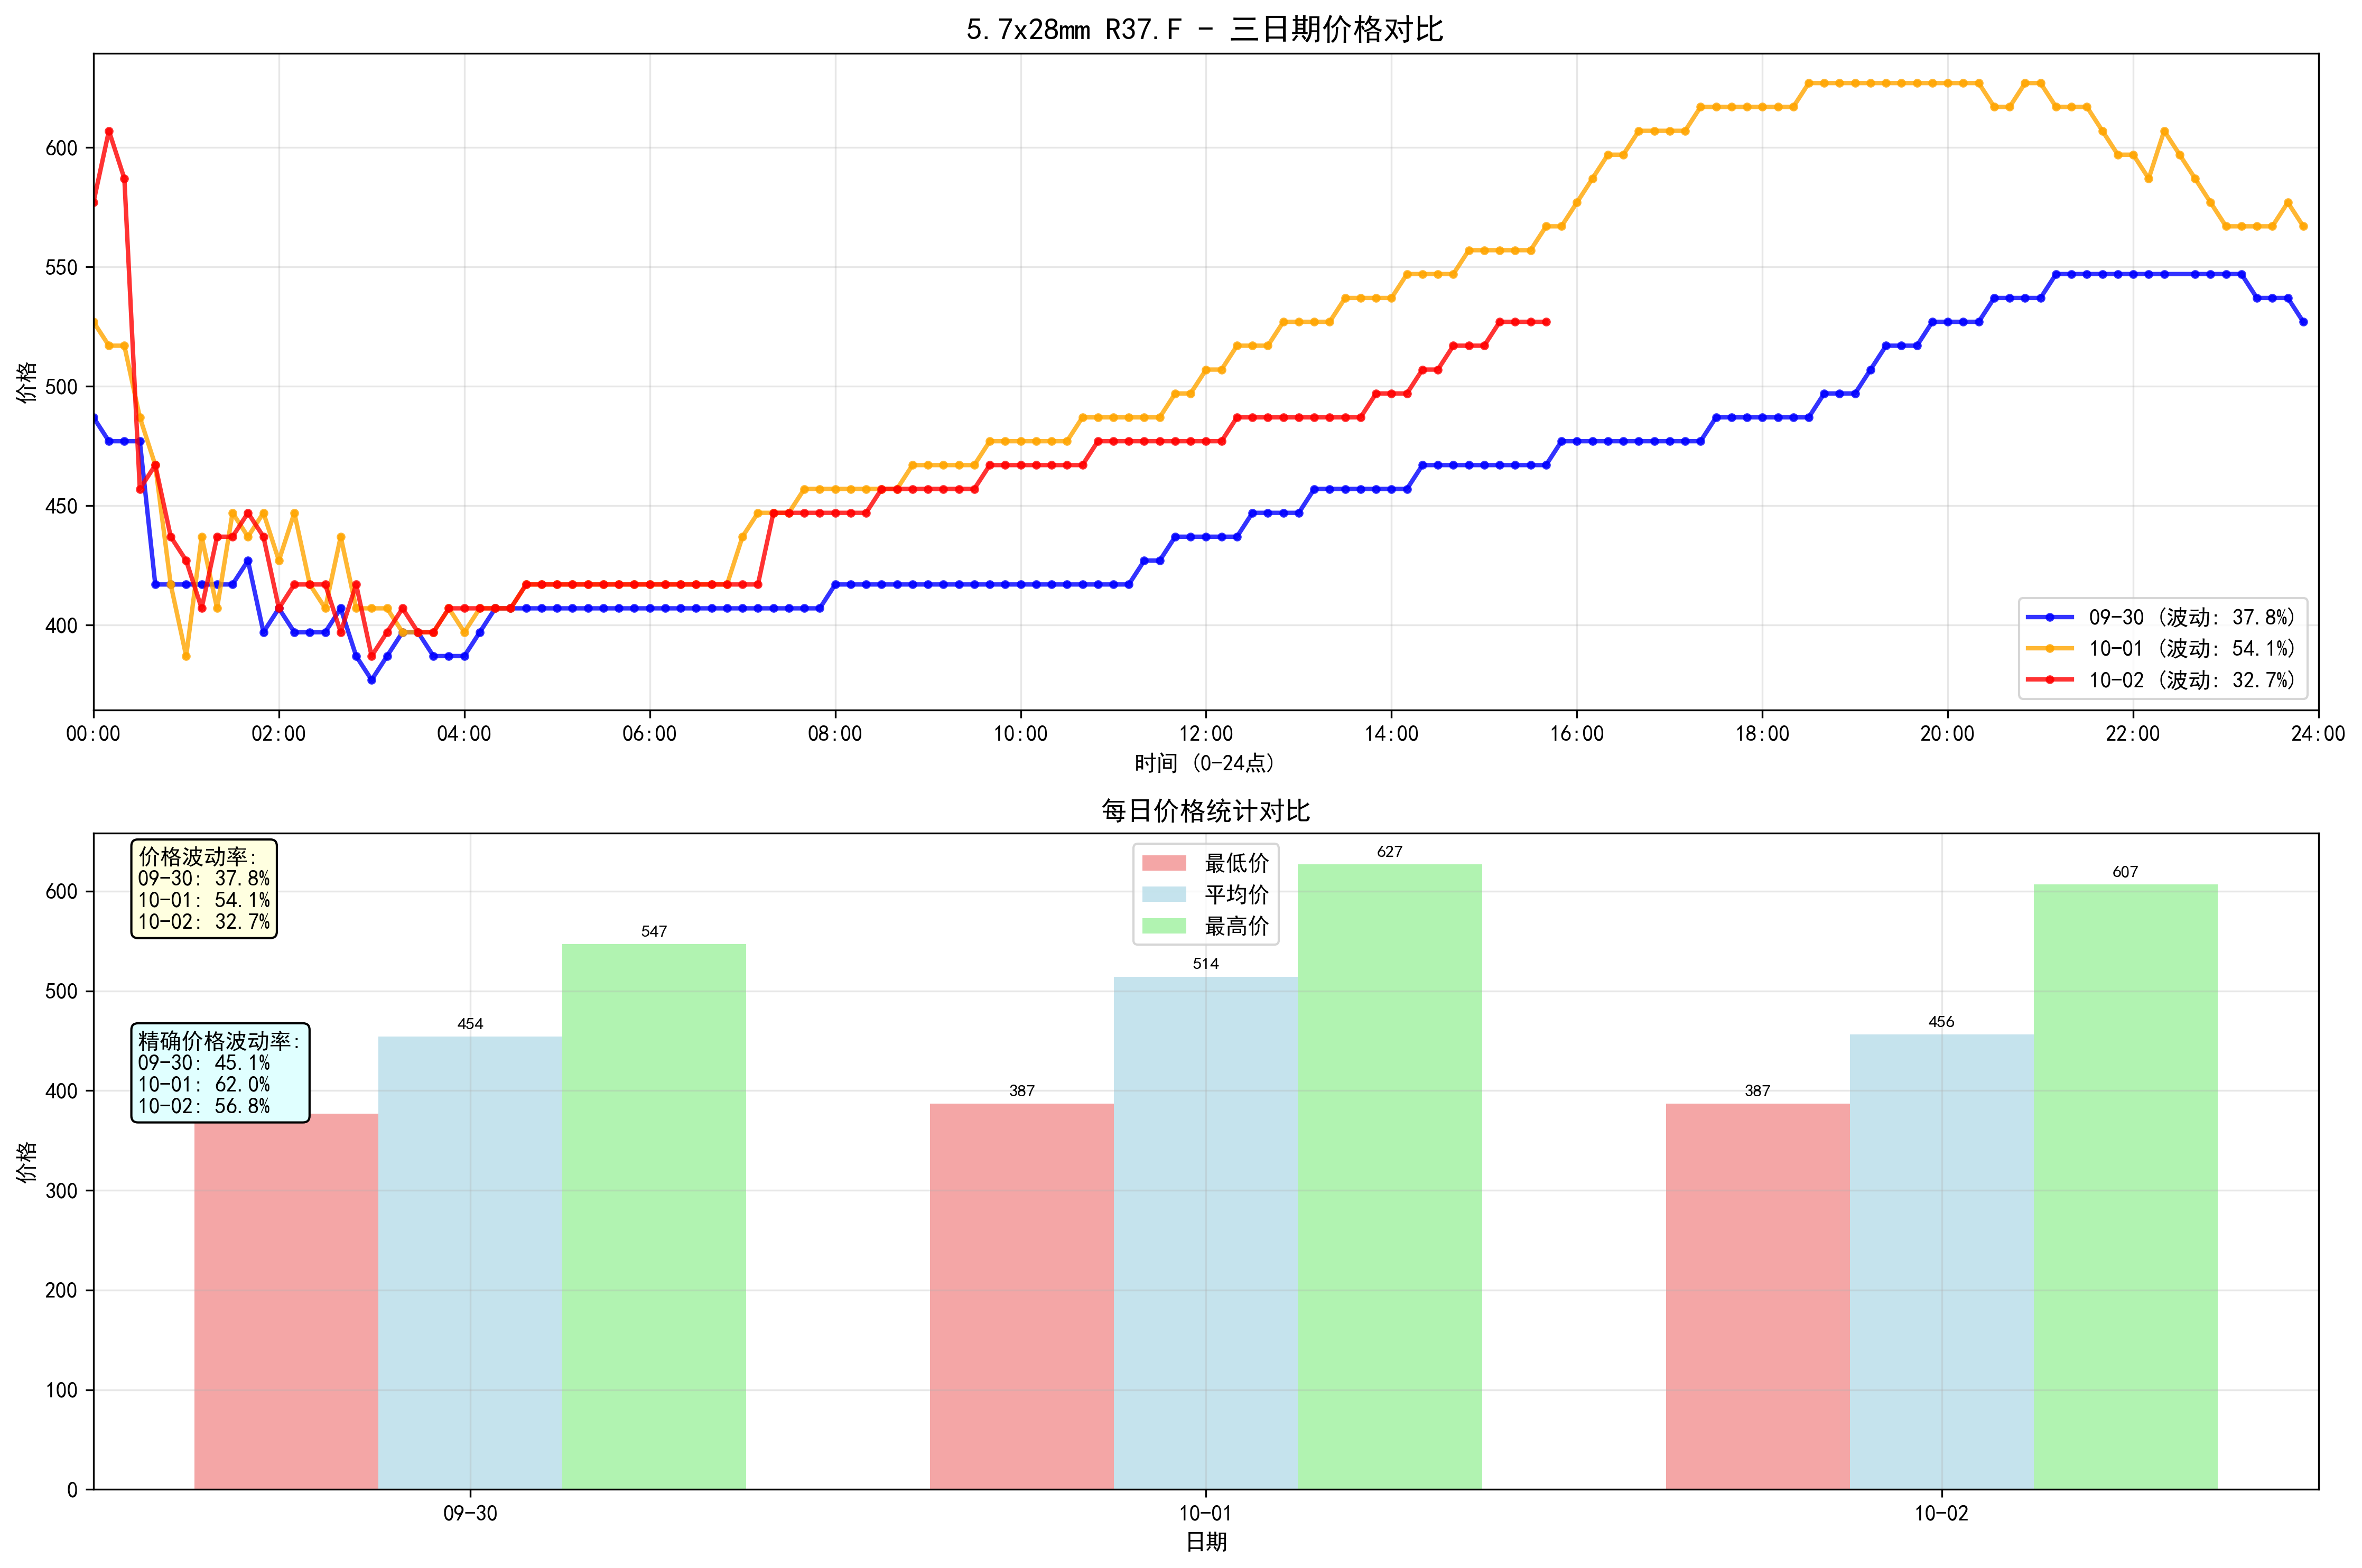 5.7x28mm R37.F - 三日期价格对比
价格
600
550
500
450
400
09-30 (波动: 37.8%)
10-01 (波动: 54.1%)
10-02 (波动: 32.7%)
00:00 02:00 04:00 06:00 08:00 10:00 12:00 14:00 16:00 18:00 20:00 22:00 24:00
时间 (0-24点)
每日价格统计对比
价格波动率:
09-30: 37.8%
10-01: 54.1%
10-02: 32.7%
精确价格波动率:
09-30: 45.1%
10-01: 62.0%
10-02: 56.8%
最低价
平均价
最高价
价格
600
500
400
300
200
100
0
454
547
387
514
627
387
456
607
09-30 10-01 10-02
日期